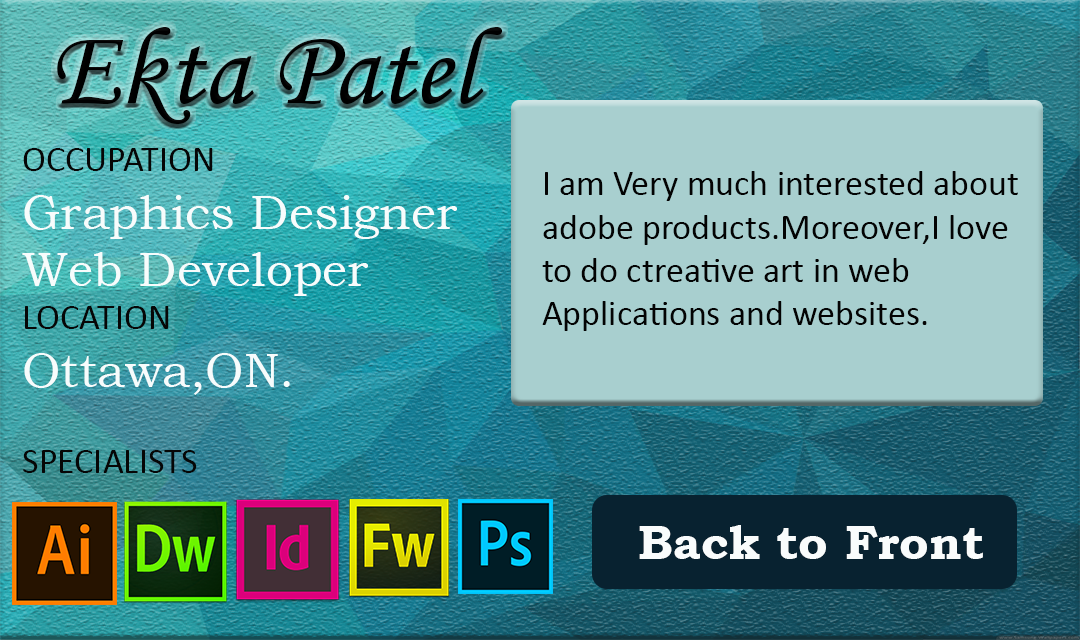 Ekta Patel
OCCUPATION
Graphics Designer
Web Developer
LOCATION
Ottawa,ON.
I am Very much interested about
adobe products.Moreover,I love
to do ctreative art in web
Applications and websites.
SPECIALISTS
Ai Dw Id Fw Ps
Back to Front